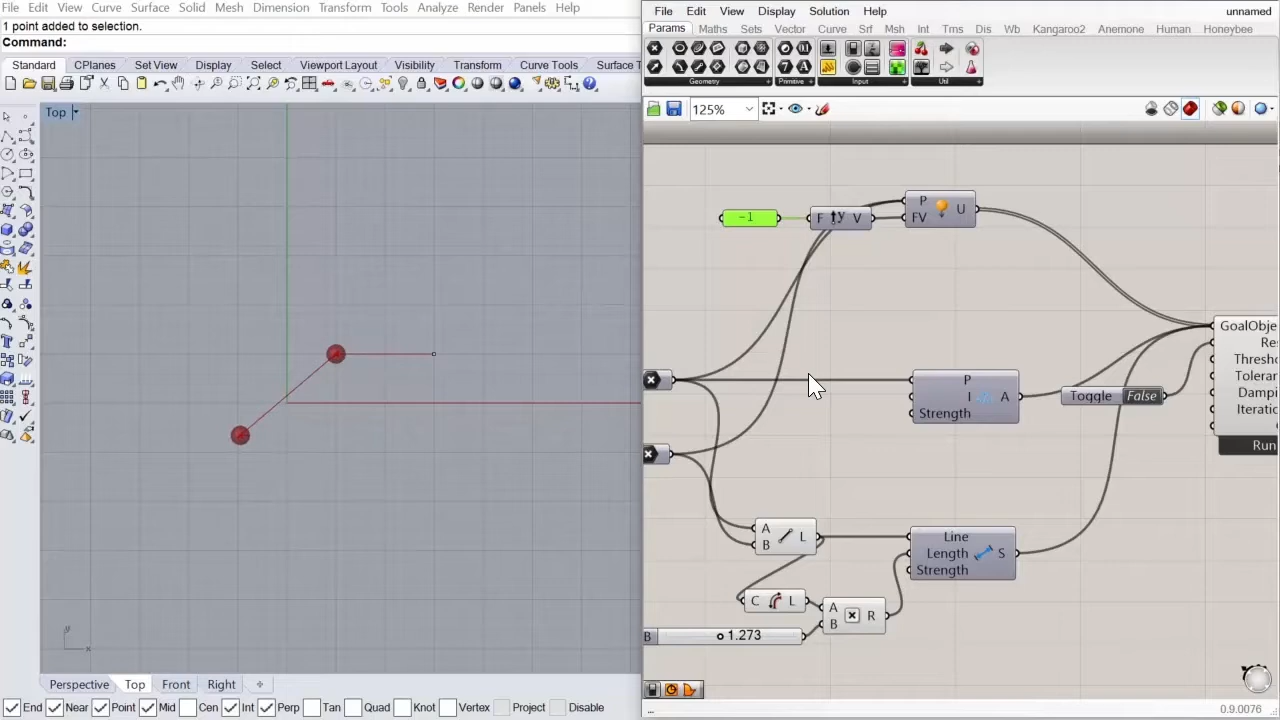 File Edit View Curve Surface Solid Mesh Dimension Transform Tools Analyze Render Panels Help
1 point added to selection.
Command:
Standard CPlanes Set View Display Select Viewport Layout Visibility Transform Curve Tools Surface T
Top
y
x
Perspective Top Front Right
End Near Point Mid Cen Int Perp Tan Quad Knot Vertex Project Disable
File Edit View Display Solution Help unnamed
Params Maths Sets Vector Curve Srf Msh Int Trns Dis Wb Kangaroo2 Anemone Human Honeybee
Geometry Primitive Input Util
125%
-1
F y V
P U
FV
P
I A
Strength
Toggle False
GoalObje
Res
Thresho
Toleran
Dampi
Iteratio
Run
A L
B
Line
Length S
Strength
C L
A R
B
B 1.273
... 0.9.0076